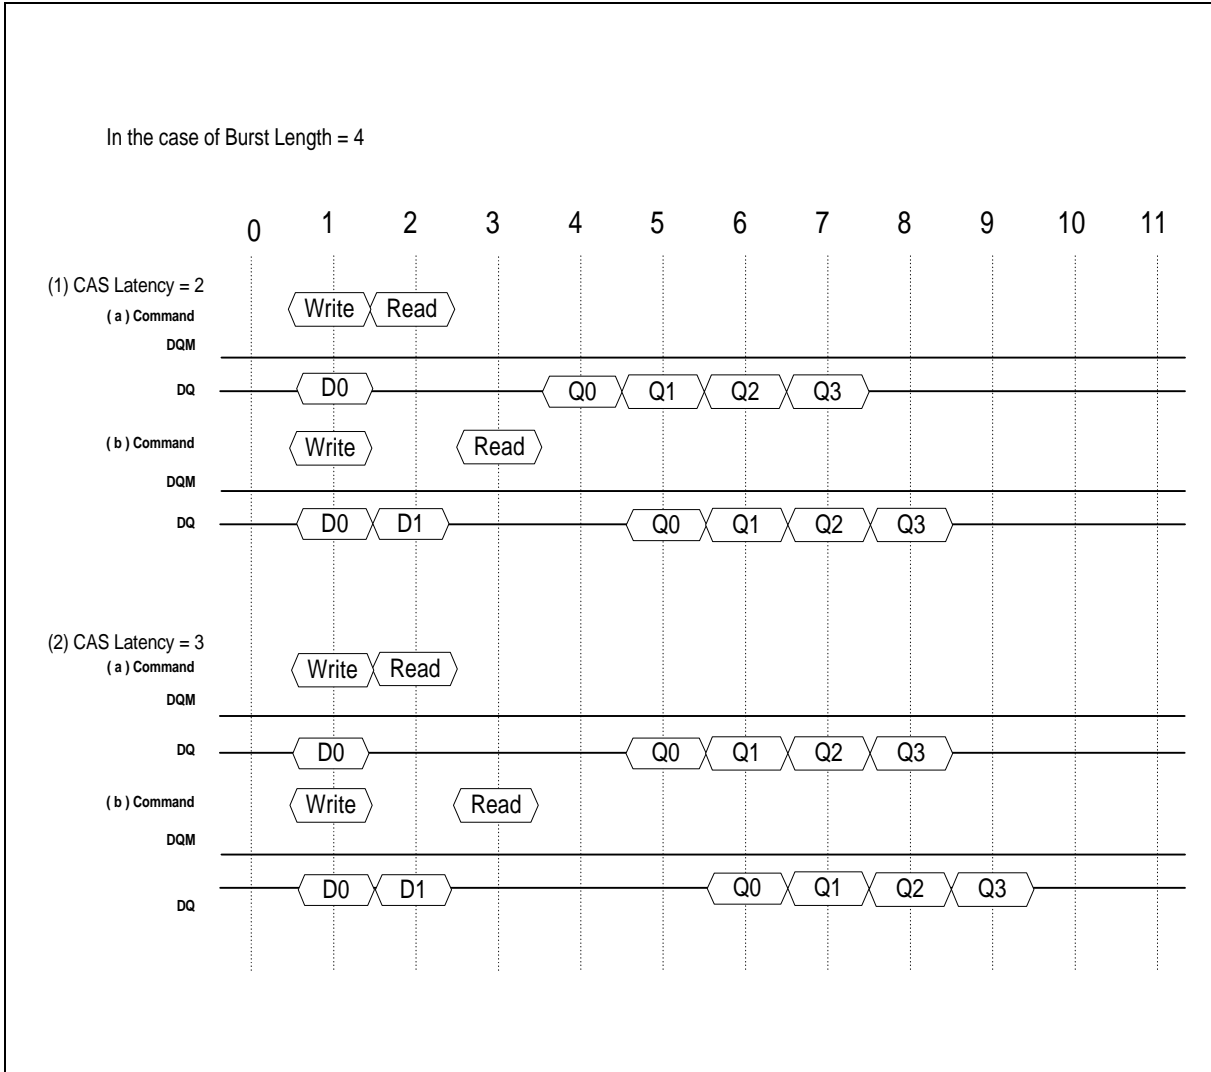 In the case of Burst Length = 4
0 1 2 3 4 5 6 7 8 9 10 11
(1) CAS Latency = 2
( a ) Command Write Read
DQM
DQ D0 Q0 Q1 Q2 Q3
( b ) Command Write Read
DQM
DQ D0 D1 Q0 Q1 Q2 Q3
(2) CAS Latency = 3
( a ) Command Write Read
DQM
DQ D0 Q0 Q1 Q2 Q3
( b ) Command Write Read
DQM
DQ D0 D1 Q0 Q1 Q2 Q3